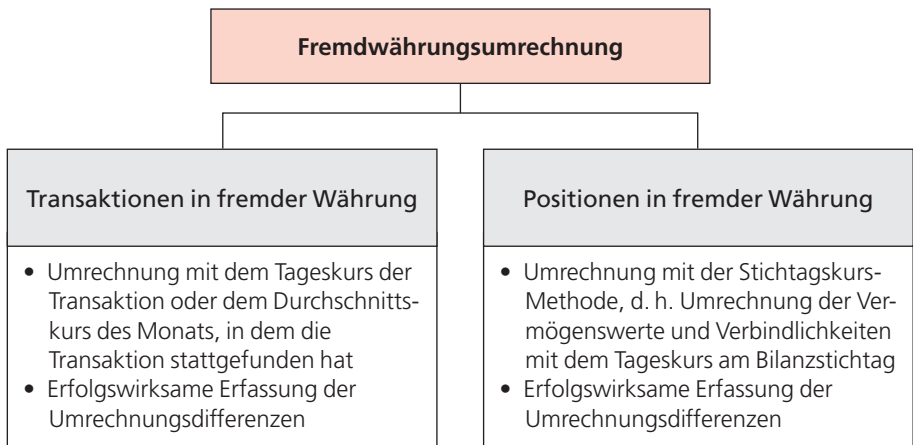 Fremdwährungsumrechnung
Transaktionen in fremder Währung
• Umrechnung mit dem Tageskurs der
Transaktion oder dem Durchschnitts-
kurs des Monats, in dem die
Transaktion stattgefunden hat
• Erfolgswirksame Erfassung der
Umrechnungsdifferenzen
Positionen in fremder Währung
• Umrechnung mit der Stichtagskurs-
Methode, d. h. Umrechnung der Ver-
mögenswerte und Verbindlichkeiten
mit dem Tageskurs am Bilanzstichtag
• Erfolgswirksame Erfassung der
Umrechnungsdifferenzen